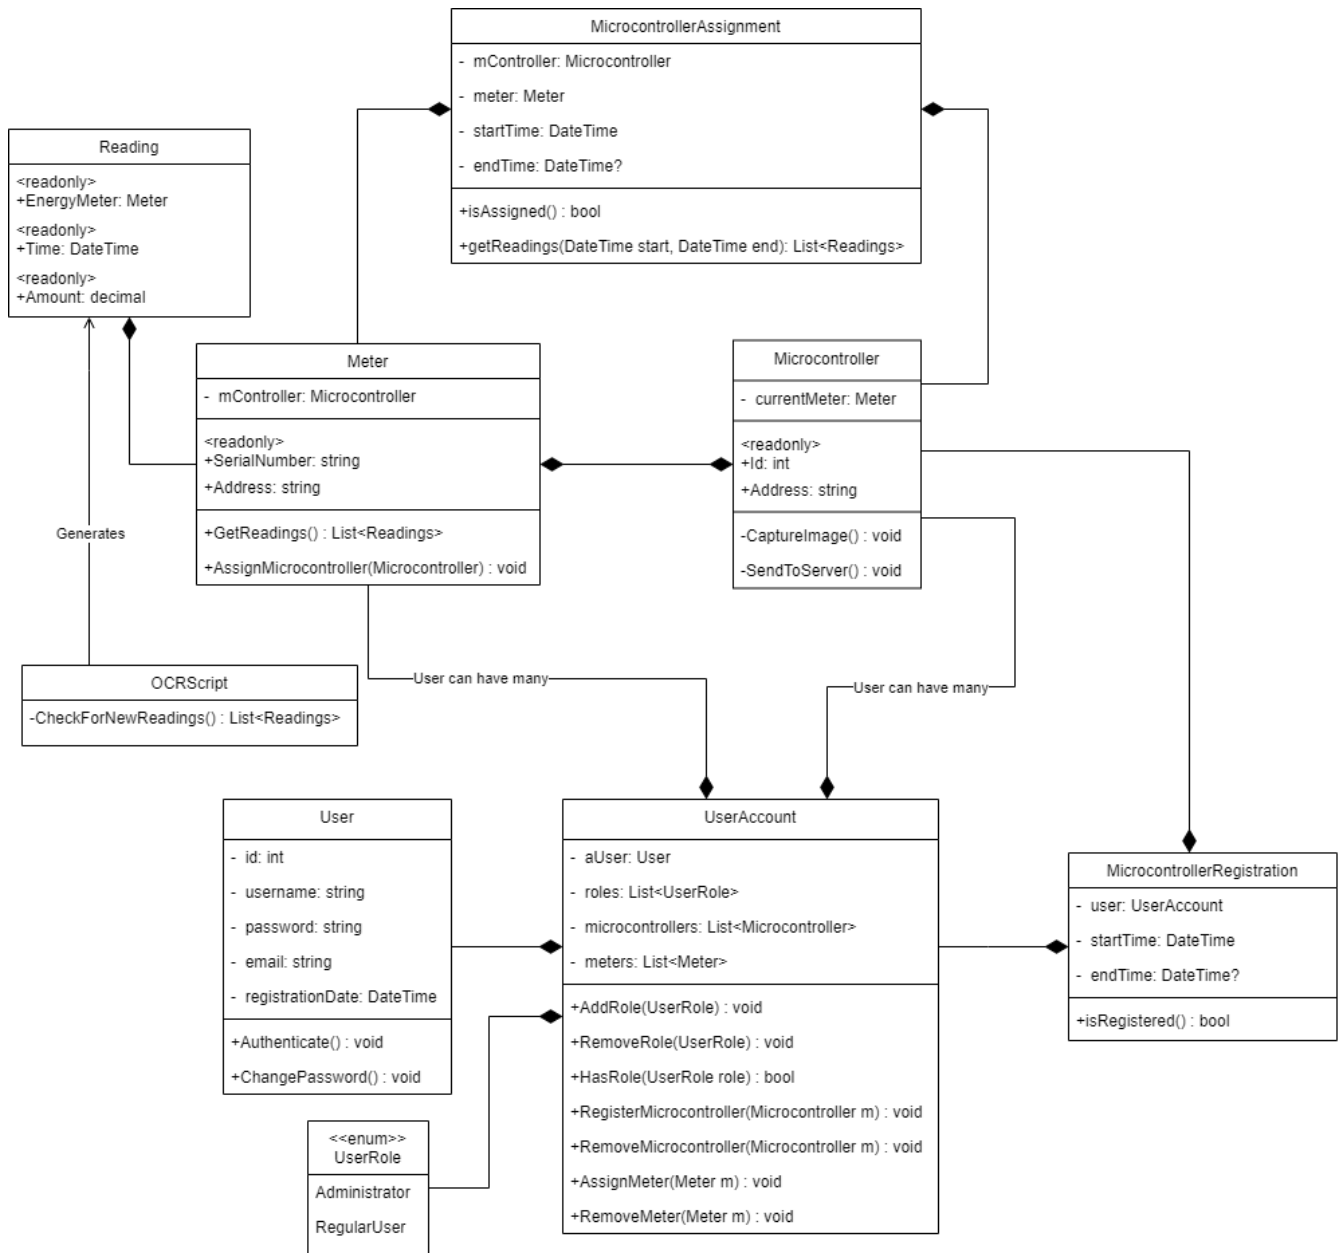 MicrocontrollerAssignment
- mController: Microcontroller
- meter: Meter
- startTime: DateTime
- endTime: DateTime?
+isAssigned() : bool
+getReadings(DateTime start, DateTime end): List<Readings>
Reading
<readonly>
+EnergyMeter: Meter
<readonly>
+Time: DateTime
<readonly>
+Amount: decimal
Meter
- mController: Microcontroller
<readonly>
+SerialNumber: string
+Address: string
+GetReadings() : List<Readings>
+AssignMicrocontroller(Microcontroller) : void
Microcontroller
- currentMeter: Meter
<readonly>
+Id: int
+Address: string
-CaptureImage() : void
-SendToServer() : void
Generates
OCRScript
-CheckForNewReadings() : List<Readings>
User can have many
User can have many
User
- id: int
- username: string
- password: string
- email: string
- registrationDate: DateTime
+Authenticate() : void
+ChangePassword() : void
UserAccount
- aUser: User
- roles: List<UserRole>
- microcontrollers: List<Microcontroller>
- meters: List<Meter>
+AddRole(UserRole) : void
+RemoveRole(UserRole) : void
+HasRole(UserRole role) : bool
+RegisterMicrocontroller(Microcontroller m) : void
+RemoveMicrocontroller(Microcontroller m) : void
+AssignMeter(Meter m) : void
+RemoveMeter(Meter m) : void
MicrocontrollerRegistration
- user: UserAccount
- startTime: DateTime
- endTime: DateTime?
+isRegistered() : bool
<<enum>>
UserRole
Administrator
RegularUser